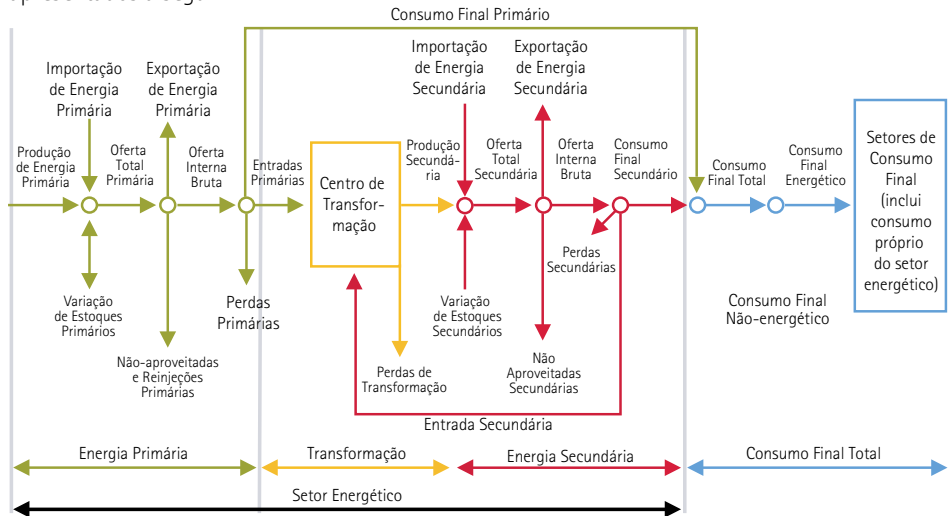 Consumo Final Primário
Importação
de Energia
Primária
Exportação
de Energia
Primária
Importação
de Energia
Secundária
Exportação
de Energia
Secundária
Produção
de Energia
Primária
Oferta
Total
Primária
Oferta
Interna
Bruta
Entradas
Primárias
Centro de
Transfor-
mação
Produção
Secundá-
ria
Oferta
Total
Secundária
Oferta
Interna
Bruta
Consumo
Final
Secundário
Consumo
Final Total
Consumo
Final
Energético
Setores de
Consumo
Final
(inclui
consumo
próprio
do setor
energético)
Variação
de Estoques
Primários
Não-aproveitadas
e Reinjeções
Primárias
Perdas
Primárias
Perdas de
Transformação
Variação
de Estoques
Secundários
Não
Aproveitadas
Secundárias
Perdas
Secundárias
Consumo Final
Não-energético
Entrada Secundária
Energia Primária
Transformação
Energia Secundária
Consumo Final Total
Setor Energético